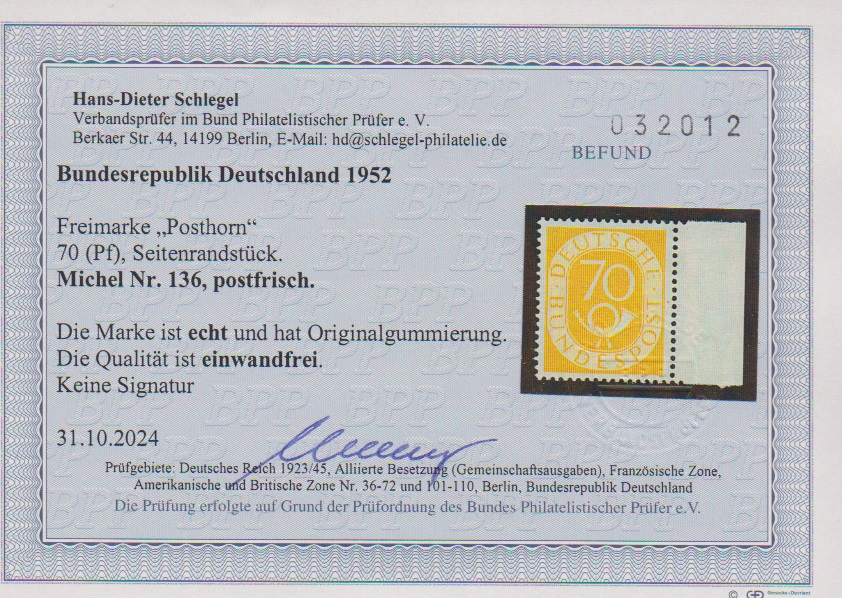 Hans-Dieter Schlegel
Verbandsprüfer im Bund Philatelistischer Prüfer e. V.
Berkaer Str. 44, 14199 Berlin, E-Mail: hd@schlegel-philatelie.de
032012
BEFUND
Bundesrepublik Deutschland 1952
Freimarke „Posthorn“
70 (Pf), Seitenrandstück.
Michel Nr. 136, postfrisch.
DEUTSCHE
BUNDESPOST
70
Die Marke ist echt und hat Originalgummierung.
Die Qualität ist einwandfrei.
Keine Signatur
31.10.2024
Prüfgebiete: Deutsches Reich 1923/45, Alliierte Besetzung (Gemeinschaftsausgaben), Französische Zone,
Amerikanische und Britische Zone Nr. 36-72 und 101-110, Berlin, Bundesrepublik Deutschland
Die Prüfung erfolgte auf Grund der Prüfordnung des Bundes Philatelistischer Prüfer e.V.
BPP
©